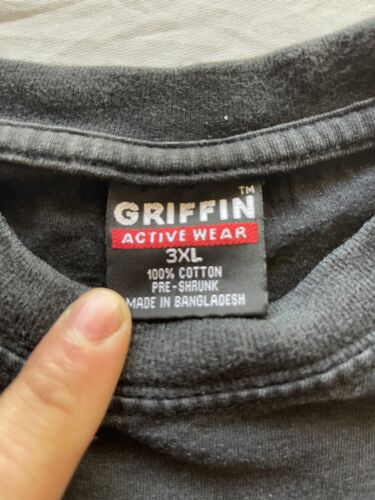 GRIFFIN™
ACTIVE WEAR
3XL
100% COTTON
PRE-SHRUNK
MADE IN BANGLADESH